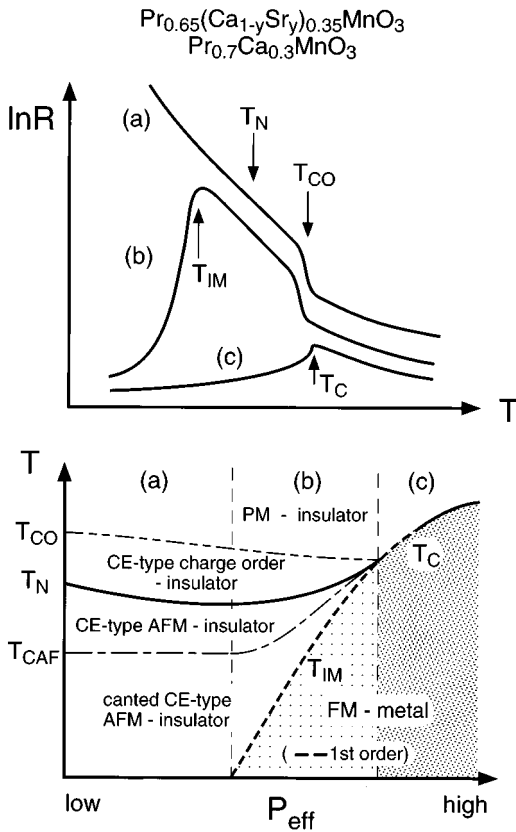 Pr0.65(Ca1-ySry)0.35MnO3
Pr0.7Ca0.3MnO3
lnR
(a)
TN
TCO
(b)
TIM
(c)
TC
T
T
(a)
(b)
(c)
PM - insulator
TCO
CE-type charge order
- insulator
TC
TN
CE-type AFM - insulator
TCAF
TIM
canted CE-type
AFM - insulator
FM - metal
( 1st order)
low
Peff
high